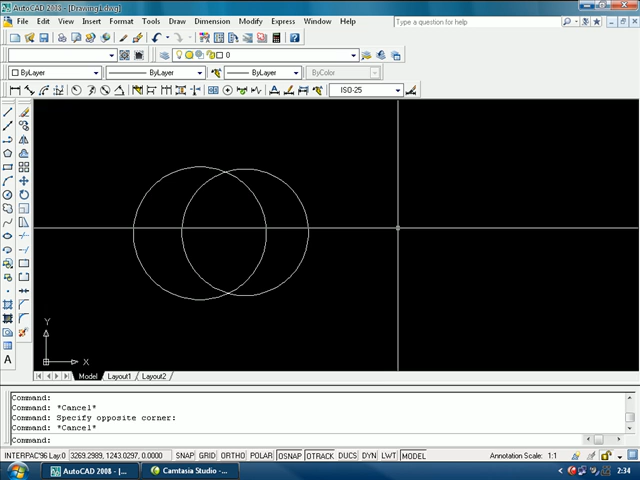 AutoCAD 2008 - [Drawing1.dwg]
File Edit View Insert Format Tools Draw Dimension Modify Express Window Help
Type a question for help
0
ByLayer ByLayer ByLayer ByColor
ISO-25
A
Y
X
Model Layout1 Layout2
Command:
Command: *Cancel*
Command: Specify opposite corner:
Command: *Cancel*
Command:
INTERPAC'96 Lay:0 3269.2989, 1243.0297, 0.0000 SNAP GRID ORTHO POLAR OSNAP OTRACK DUCS DYN LWT MODEL Annotation Scale: 1:1
AutoCAD 2008 - [... Camtasia Studio -... 2:34